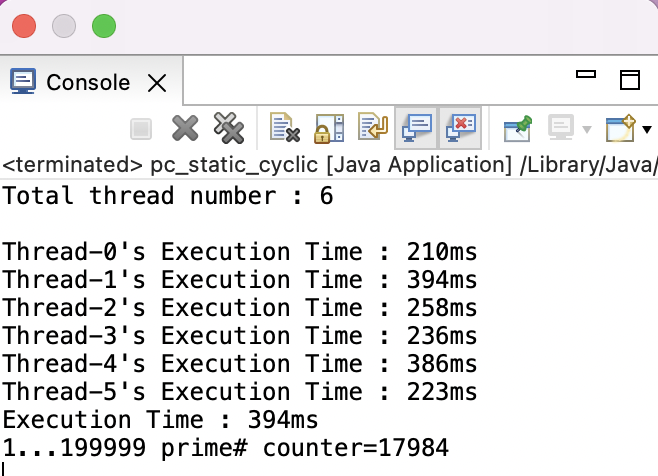 Console
<terminated> pc_static_cyclic [Java Application] /Library/Java/
Total thread number : 6
Thread-0's Execution Time : 210ms
Thread-1's Execution Time : 394ms
Thread-2's Execution Time : 258ms
Thread-3's Execution Time : 236ms
Thread-4's Execution Time : 386ms
Thread-5's Execution Time : 223ms
Execution Time : 394ms
1...199999 prime# counter=17984